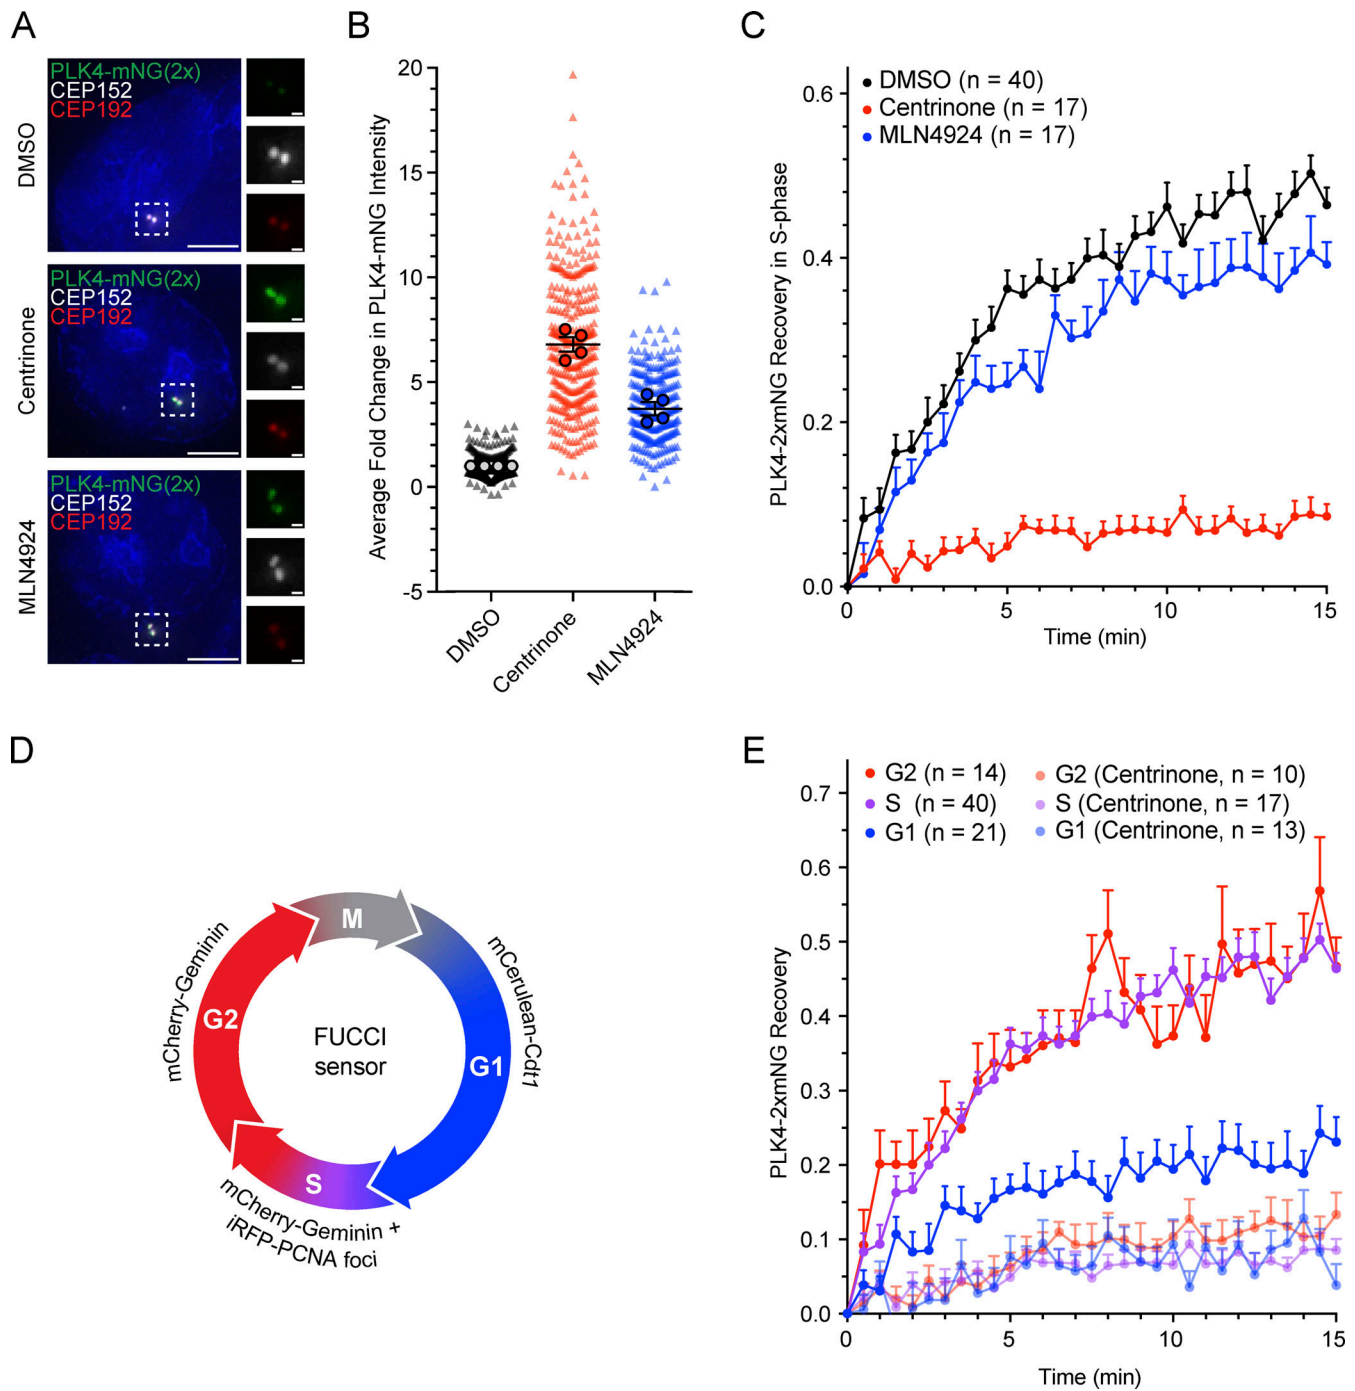 A
DMSO
PLK4-mNG(2x)
CEP152
CEP192
Centrinone
PLK4-mNG(2x)
CEP152
CEP192
MLN4924
PLK4-mNG(2x)
CEP152
CEP192
B
Average Fold Change in PLK4-mNG Intensity
20
15
10
5
0
-5
DMSO
Centrinone
MLN4924
C
PLK4-2xmNG Recovery in S-phase
0.6
0.4
0.2
0.0
DMSO (n = 40)
Centrinone (n = 17)
MLN4924 (n = 17)
0
5
10
15
Time (min)
D
M
G1
S
G2
FUCCI
sensor
mCherry-Geminin
mCerulean-Cdt1
mCherry-Geminin +
iRFP-PCNA foci
E
PLK4-2xmNG Recovery
0.7
0.6
0.5
0.4
0.3
0.2
0.1
0.0
G2 (n = 14)
S (n = 40)
G1 (n = 21)
G2 (Centrinone, n = 10)
S (Centrinone, n = 17)
G1 (Centrinone, n = 13)
0
5
10
15
Time (min)